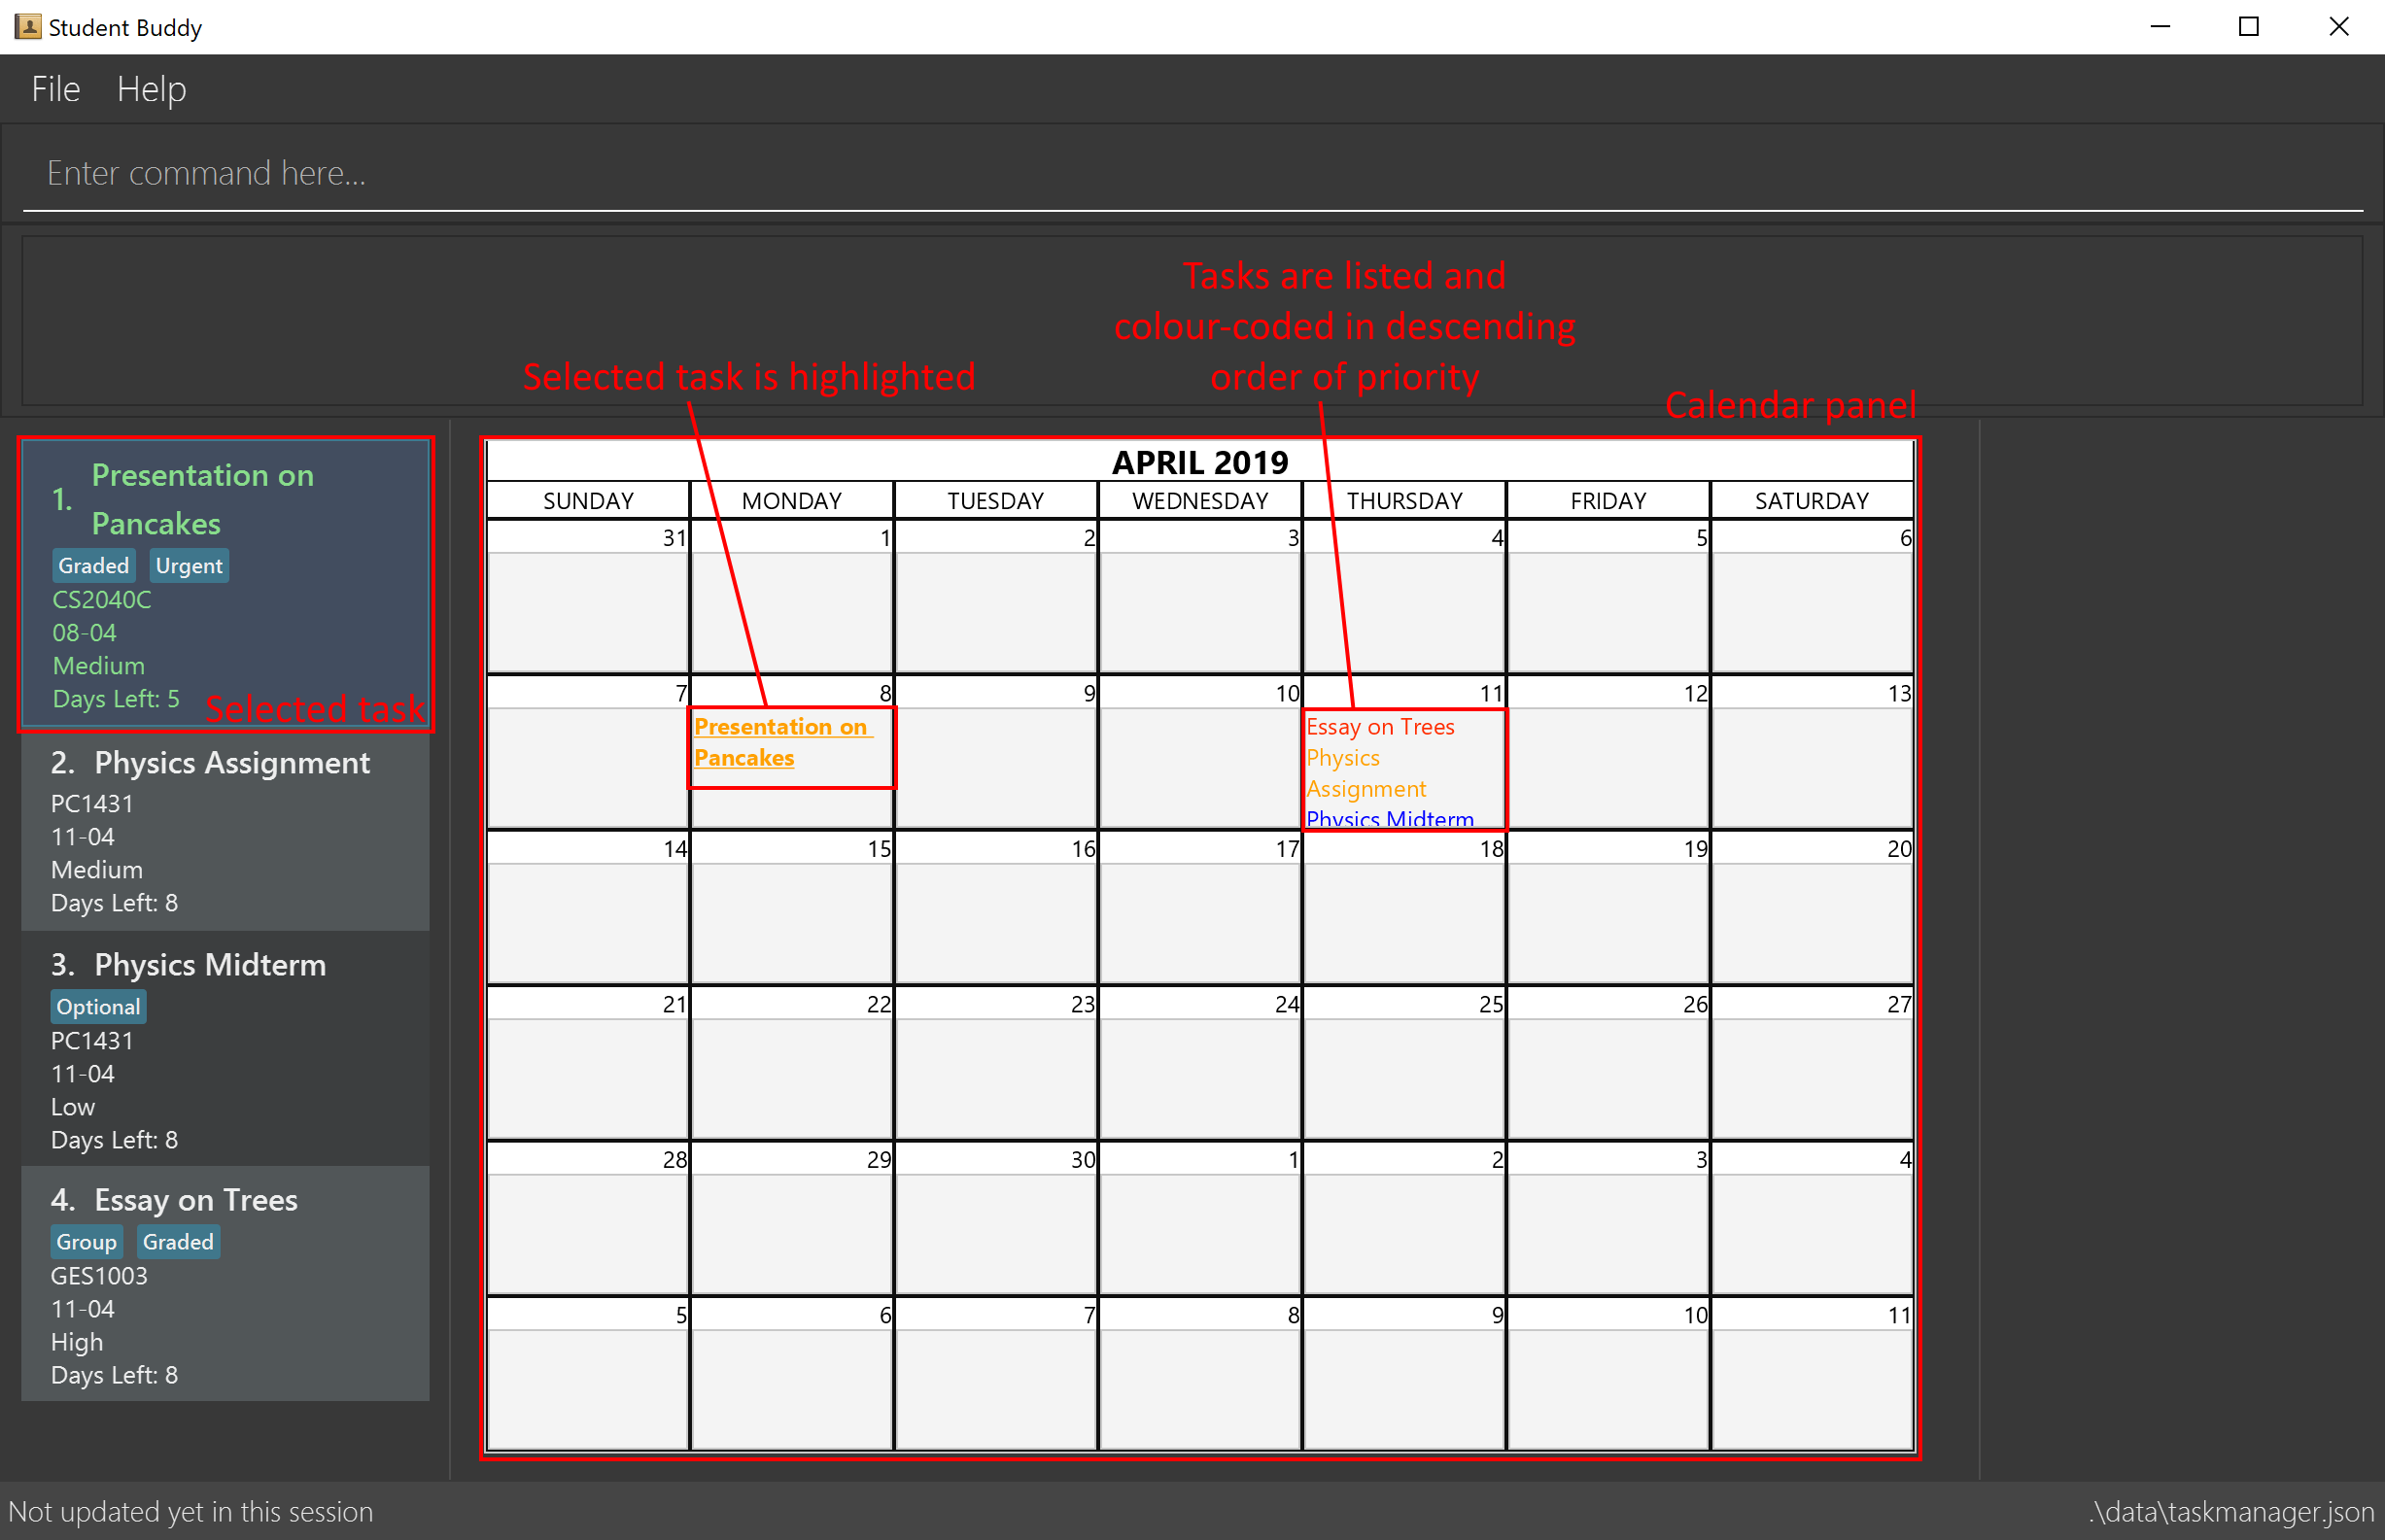 Student Buddy
File Help
Enter command here...
Tasks are listed and
colour-coded in descending
order of priority
Selected task is highlighted
Calendar panel
1. Presentation on
Pancakes
Graded Urgent
CS2040C
08-04
Medium
Days Left: 5
Selected task
2. Physics Assignment
PC1431
11-04
Medium
Days Left: 8
3. Physics Midterm
Optional
PC1431
11-04
Low
Days Left: 8
4. Essay on Trees
Group Graded
GES1003
11-04
High
Days Left: 8
APRIL 2019
SUNDAY MONDAY TUESDAY WEDNESDAY THURSDAY FRIDAY SATURDAY
31 1 2 3 4 5 6
7 8 9 10 11 12 13
Presentation on
Pancakes
Essay on Trees
Physics
Assignment
Physics Midterm
14 15 16 17 18 19 20
21 22 23 24 25 26 27
28 29 30 1 2 3 4
5 6 7 8 9 10 11
Not updated yet in this session
.\data\taskmanager.json